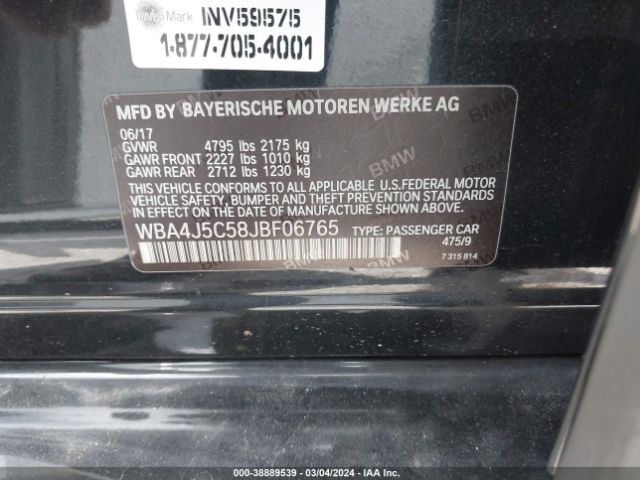 InvisiMark
INV59575
1-877-705-4001
MFD BY BAYERISCHE MOTOREN WERKE AG
06/17
GVWR 4795 lbs 2175 kg
GAWR FRONT 2227 lbs 1010 kg
GAWR REAR 2712 lbs 1230 kg
THIS VEHICLE CONFORMS TO ALL APPLICABLE U.S.FEDERAL MOTOR
VEHICLE SAFETY, BUMPER AND THEFT PREVENTION STANDARDS
IN EFFECT ON THE DATE OF MANUFACTURE SHOWN ABOVE.
WBA4J5C58JBF06765 TYPE: PASSENGER CAR
475/9
7 315 814
000-38889539 — 03/04/2024 — IAA Inc.